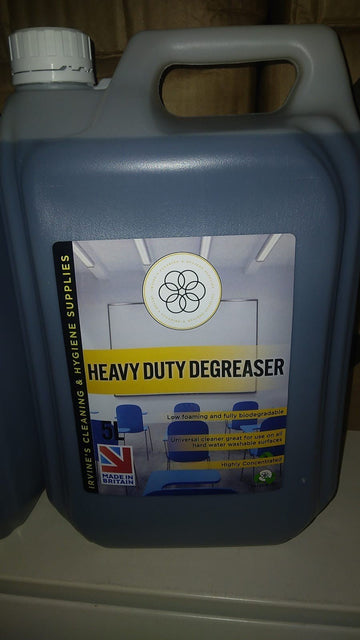 IRVINE'S CLEANING & HYGIENE SUPPLIES
HEAVY DUTY DEGREASER
Low foaming and fully biodegradable
Universal cleaner great for use on all
hard water washable surfaces
Highly Concentrated
5L
MADE IN
BRITAIN